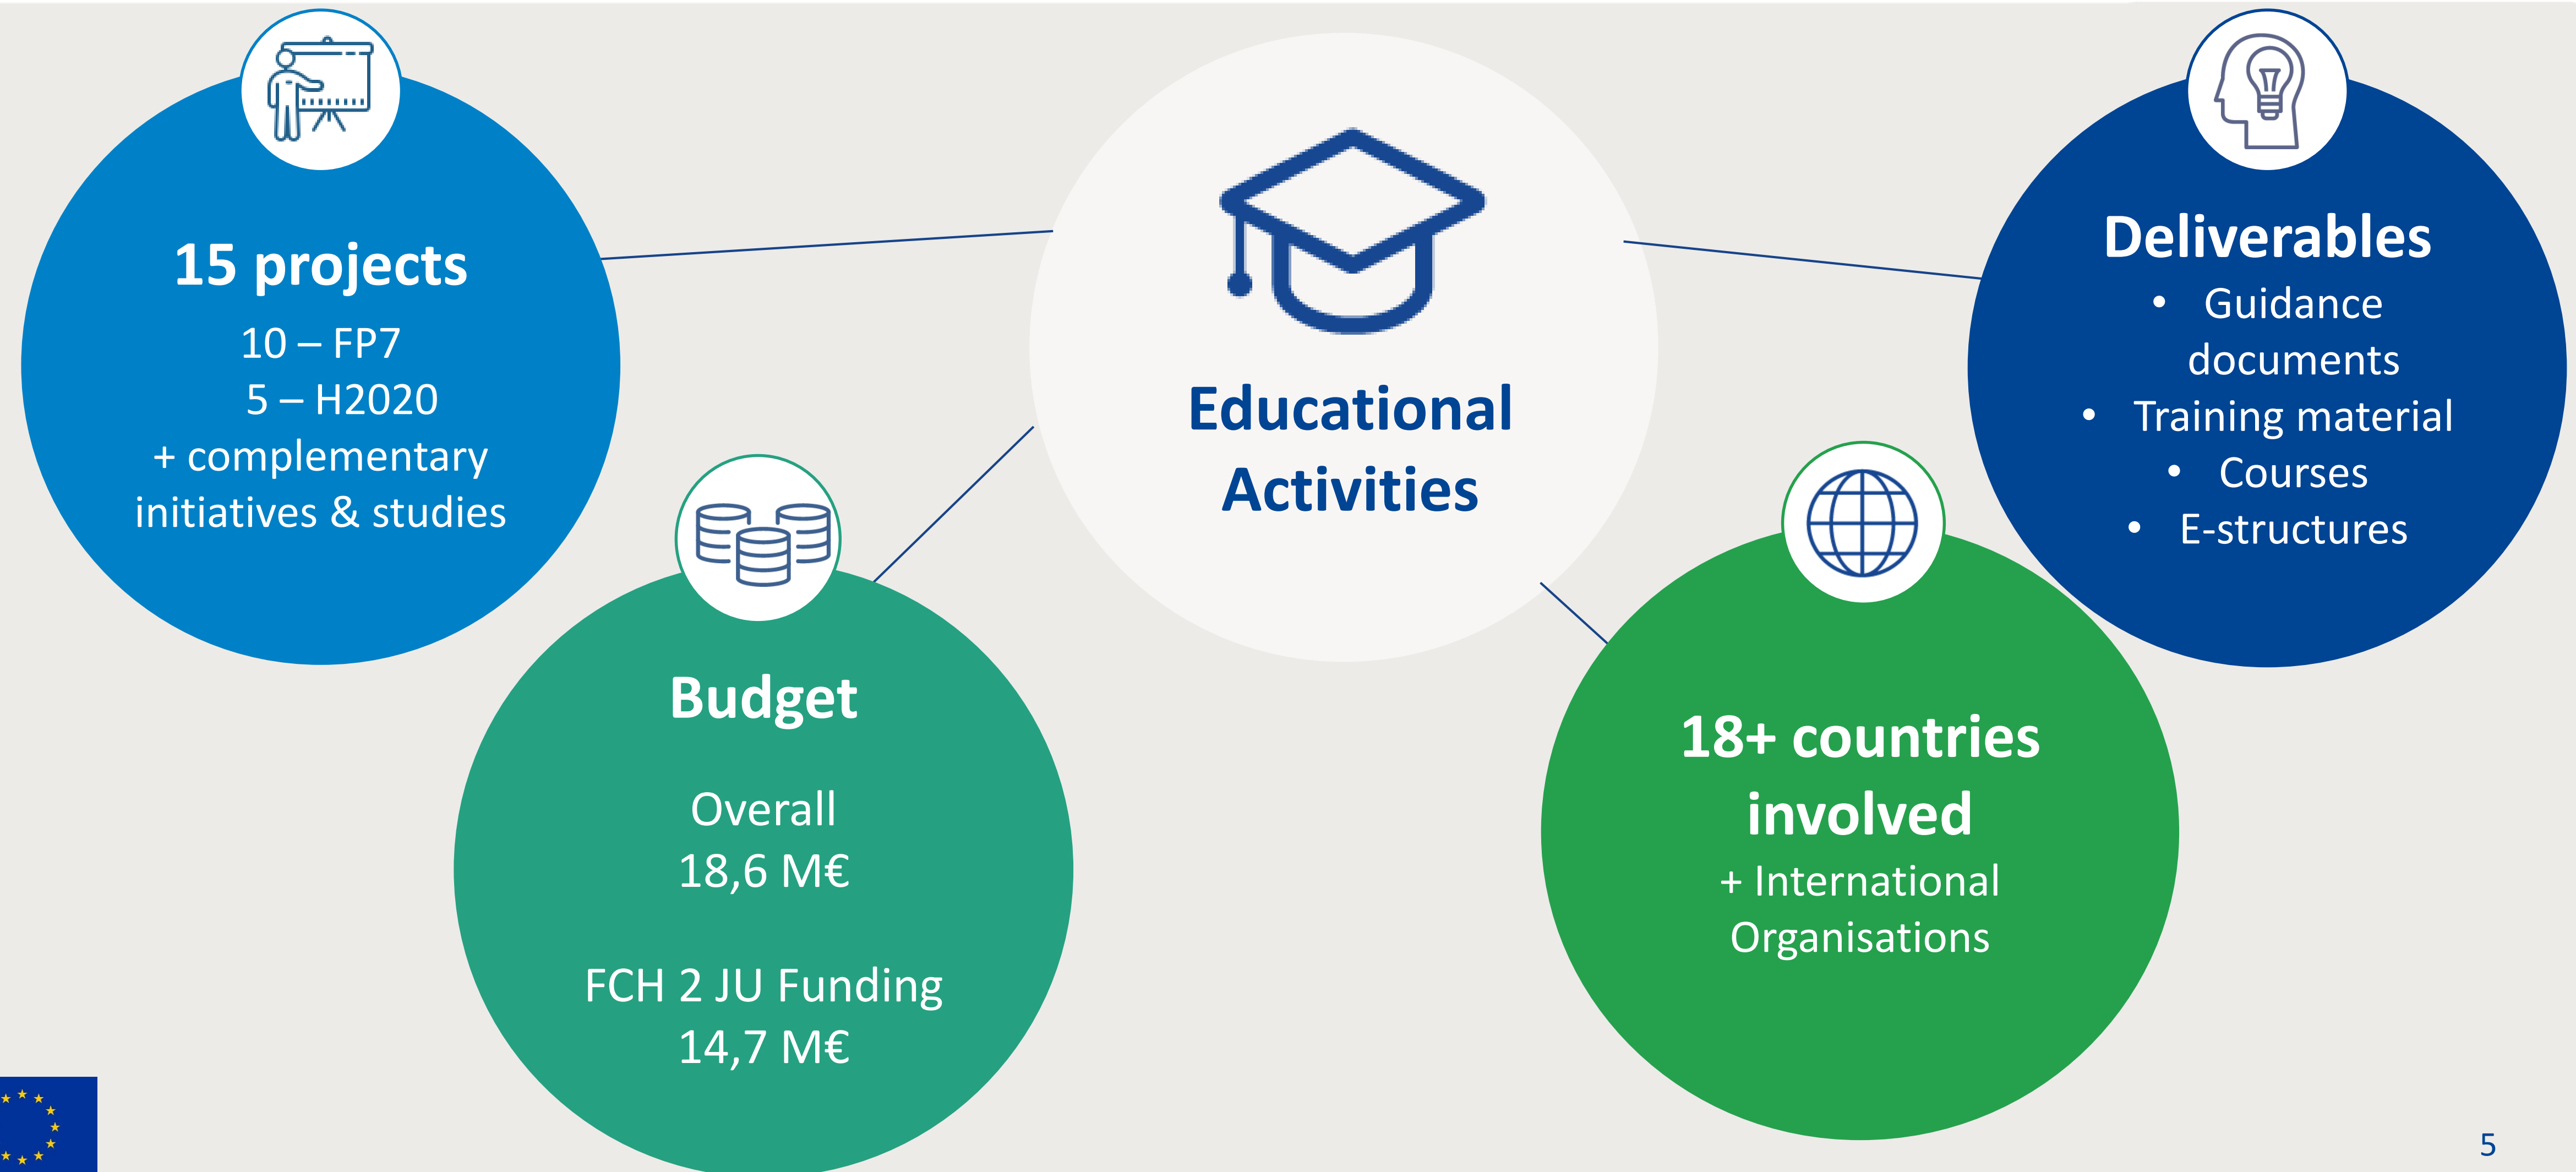 15 projects
10 – FP7
5 – H2020
+ complementary
initiatives & studies
Budget
Overall
18,6 M€
FCH 2 JU Funding
14,7 M€
Educational
Activities
18+ countries
involved
+ International
Organisations
Deliverables
• Guidance
documents
• Training material
• Courses
• E-structures
5